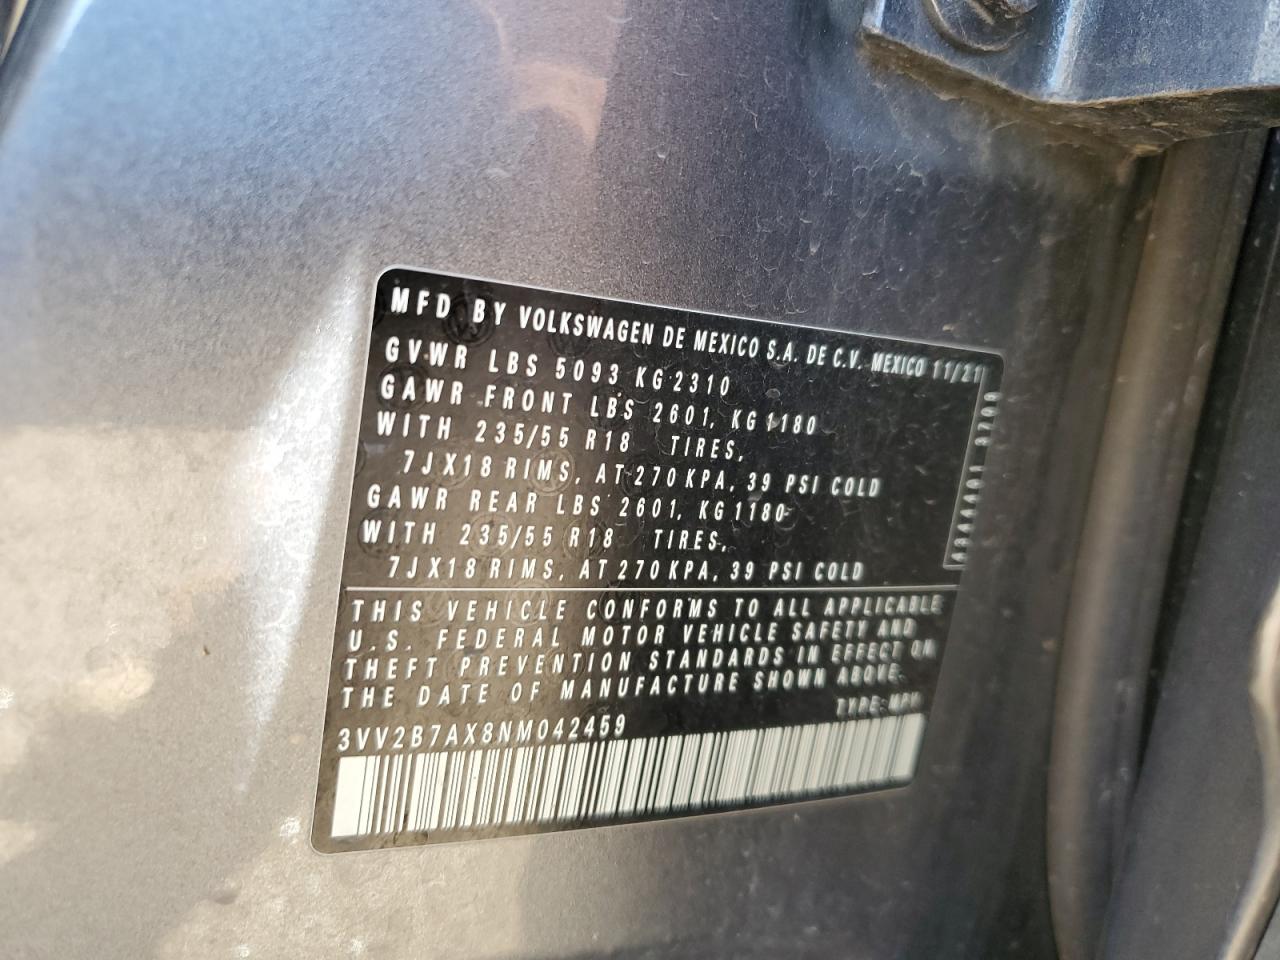 MFD BY VOLKSWAGEN DE MEXICO S.A. DE C.V. MEXICO 11/21
GVWR LBS 5093 KG 2310
GAWR FRONT LBS 2601, KG 1180
WITH 235/55 R18 TIRES,
7JX18 RIMS, AT 270 KPA, 39 PSI COLD
GAWR REAR LBS 2601, KG 1180
WITH 235/55 R18 TIRES,
7JX18 RIMS, AT 270 KPA, 39 PSI COLD
THIS VEHICLE CONFORMS TO ALL APPLICABLE
U.S. FEDERAL MOTOR VEHICLE SAFETY AND
THEFT PREVENTION STANDARDS IN EFFECT ON
THE DATE OF MANUFACTURE SHOWN ABOVE.
TYPE: MPV
3VV2B7AX8NM042459